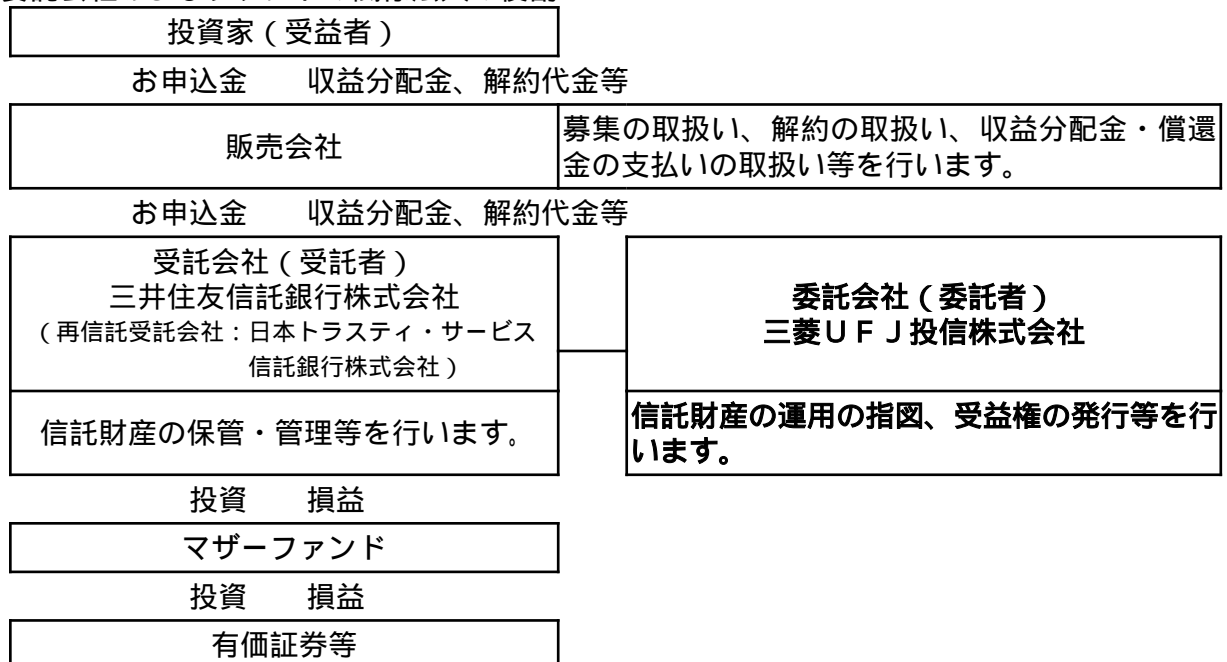 投資家（受益者）
お申込金　　収益分配金、解約代金等
販売会社
募集の取扱い、解約の取扱い、収益分配金・償還
金の支払いの取扱い等を行います。
お申込金　　収益分配金、解約代金等
受託会社（受託者）
三井住友信託銀行株式会社
（再信託受託会社：日本トラスティ・サービス
信託銀行株式会社）
委託会社（委託者）
三菱ＵＦＪ投信株式会社
信託財産の保管・管理等を行います。
信託財産の運用の指図、受益権の発行等を行
います。
投資　　損益
マザーファンド
投資　　損益
有価証券等